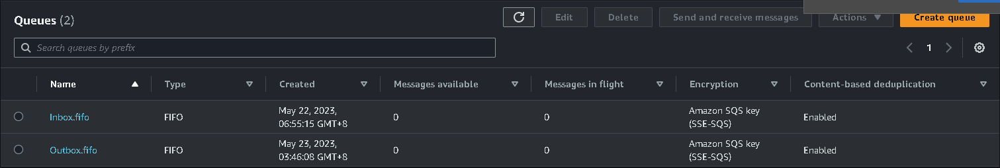 Queues (2)
Edit
Delete
Send and receive messages
Actions
Create queue
Search queues by prefix
1
Name Type Created Messages available Messages in flight Encryption Content-based deduplication
Inbox.fifo FIFO May 22, 2023, 0 0 Amazon SQS key Enabled
06:55:15 GMT+8 (SSE-SQS)
Outbox.fifo FIFO May 23, 2023, 0 0 Amazon SQS key Enabled
03:46:08 GMT+8 (SSE-SQS)